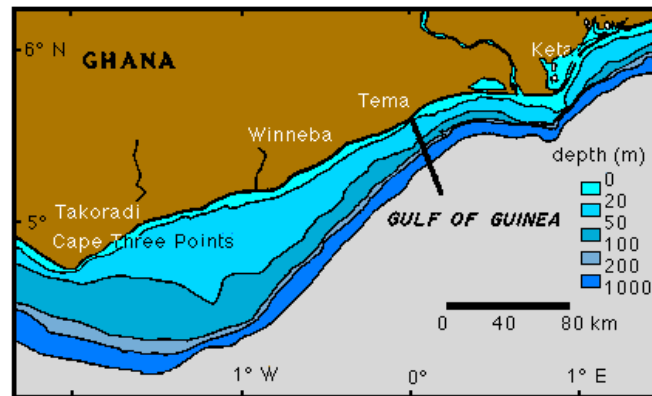 6° N
GHANA
Keta
Tema
Winneba
depth (m)
0
20
50
100
200
1000
Takoradi
5°
Cape Three Points
GULF OF GUINEA
0 40 80 km
1° W 0° 1° E